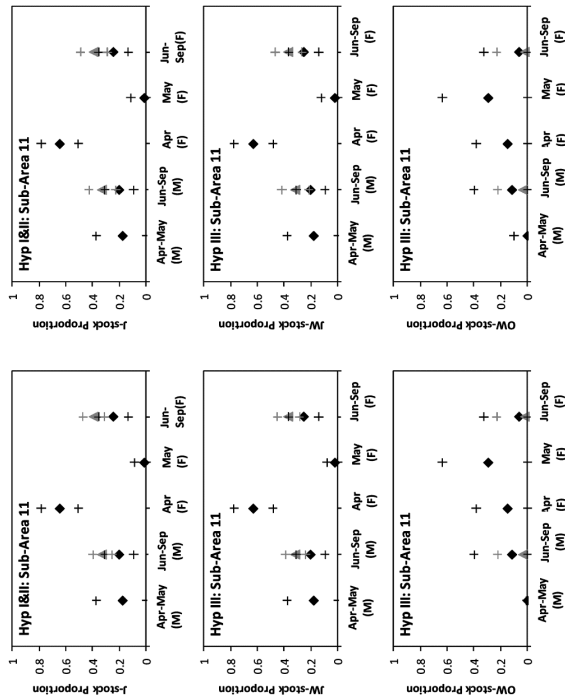 Hyp I&II: Sub-Area 11
J-stock Proportion
1
0.8
0.6
0.4
0.2
0
Apr-May
(M)
Jun-Sep
(M)
Apr
(F)
May
(F)
Jun-
Sep(F)
Hyp I&II: Sub-Area 11
J-stock Proportion
1
0.8
0.6
0.4
0.2
0
Apr-May
(M)
Jun-Sep
(M)
Apr
(F)
May
(F)
Jun-
Sep(F)
Hyp III: Sub-Area 11
JW-stock Proportion
1
0.8
0.6
0.4
0.2
0
Apr-May
(M)
Jun-Sep
(M)
Apr
(F)
May
(F)
Jun-Sep
(F)
Hyp III: Sub-Area 11
JW-stock Proportion
1
0.8
0.6
0.4
0.2
0
Apr-May
(M)
Jun-Sep
(M)
Apr
(F)
May
(F)
Jun-Sep
(F)
Hyp III: Sub-Area 11
OW-stock Proportion
1
0.8
0.6
0.4
0.2
0
Apr-May
(M)
Jun-Sep
(M)
Apr
(F)
May
(F)
Jun-Sep
(F)
Hyp III: Sub-Area 11
OW-stock Proportion
1
0.8
0.6
0.4
0.2
0
Apr-May
(M)
Jun-Sep
(M)
Apr
(F)
May
(F)
Jun-Sep
(F)